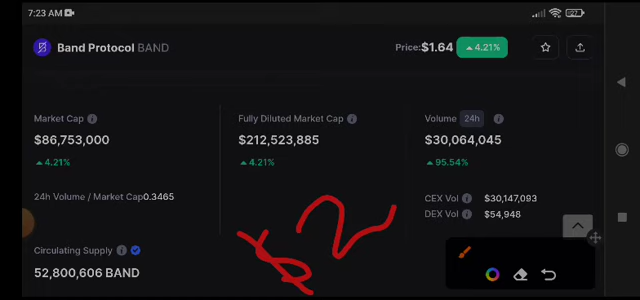 7:23 AM
27
Band Protocol BAND
Price:$1.64 4.21%
Market Cap
$86,753,000
4.21%
24h Volume / Market Cap0.3465
Fully Diluted Market Cap
$212,523,885
4.21%
Volume 24h
$30,064,045
95.54%
CEX Vol $30,147,093
DEX Vol $54,948
Circulating Supply
52,800,606 BAND
$2